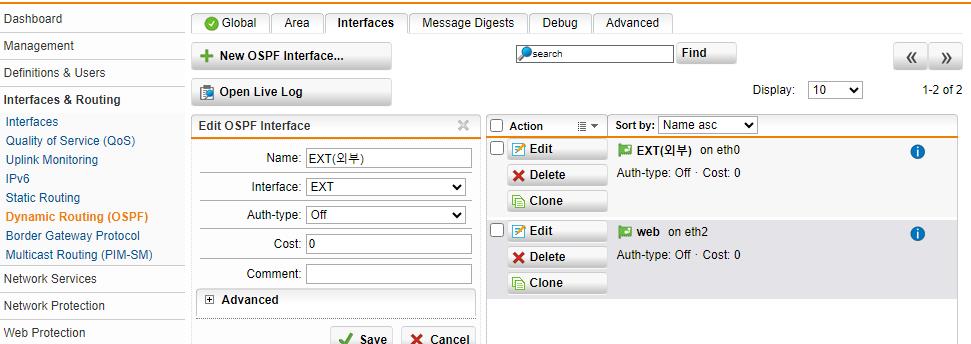 Dashboard
Management
Definitions & Users
Interfaces & Routing
Interfaces
Quality of Service (QoS)
Uplink Monitoring
IPv6
Static Routing
Dynamic Routing (OSPF)
Border Gateway Protocol
Multicast Routing (PIM-SM)
Network Services
Network Protection
Web Protection
Global Area Interfaces Message Digests Debug Advanced
+ New OSPF Interface...
search Find « »
Open Live Log
Display: 10 1-2 of 2
Edit OSPF Interface
Name: EXT(외부)
Interface: EXT
Auth-type: Off
Cost: 0
Comment:
Advanced
Save Cancel
Action Sort by: Name asc
Edit EXT(외부) on eth0
Delete Auth-type: Off · Cost: 0
Clone
Edit web on eth2
Delete Auth-type: Off · Cost: 0
Clone